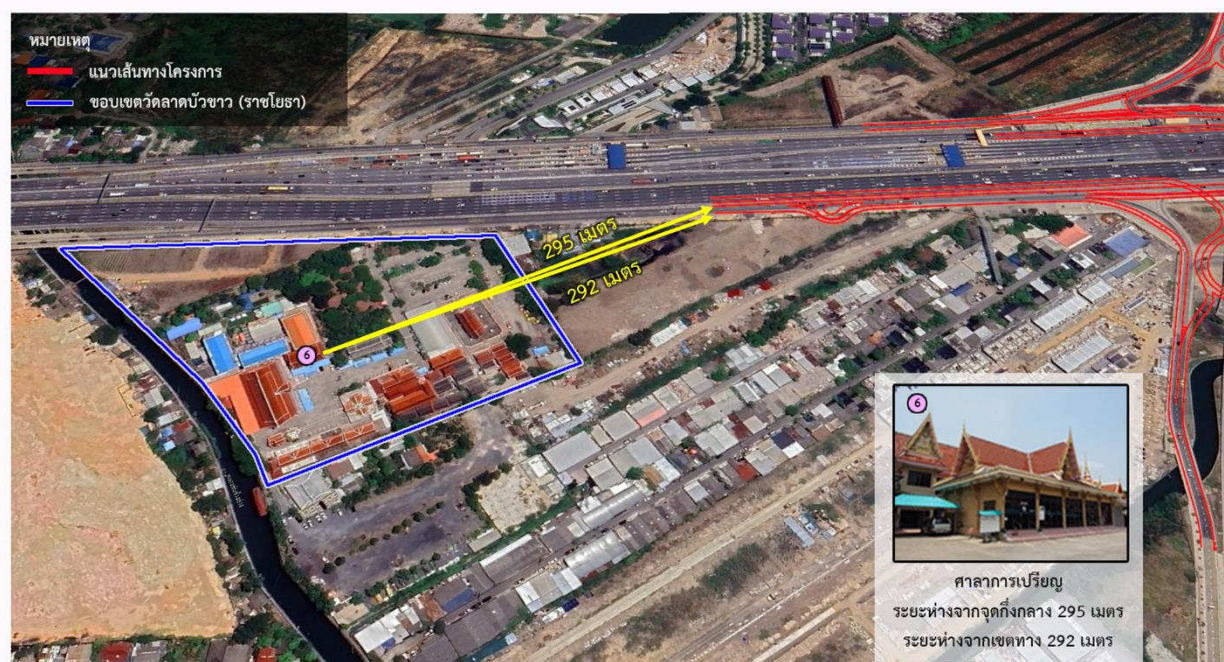 หมายเหตุ
แนวเส้นทางโครงการ
ขอบเขตวัดลาดบัวขาว (ราชโยธา)
295 เมตร
292 เมตร
6
6
ศาลาการเปรียญ
ระยะห่างจากจุดกึ่งกลาง 295 เมตร
ระยะห่างจากเขตทาง 292 เมตร